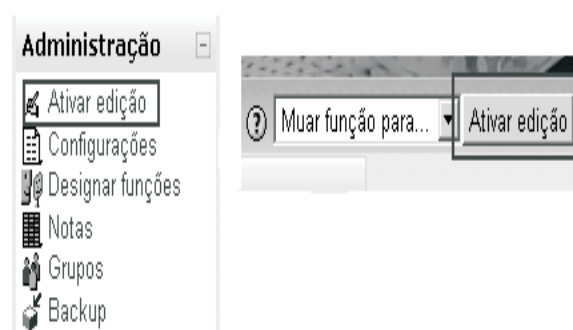 Administração
Ativar edição
Configurações
Designar funções
Notas
Grupos
Backup
Muar função para... Ativar edição